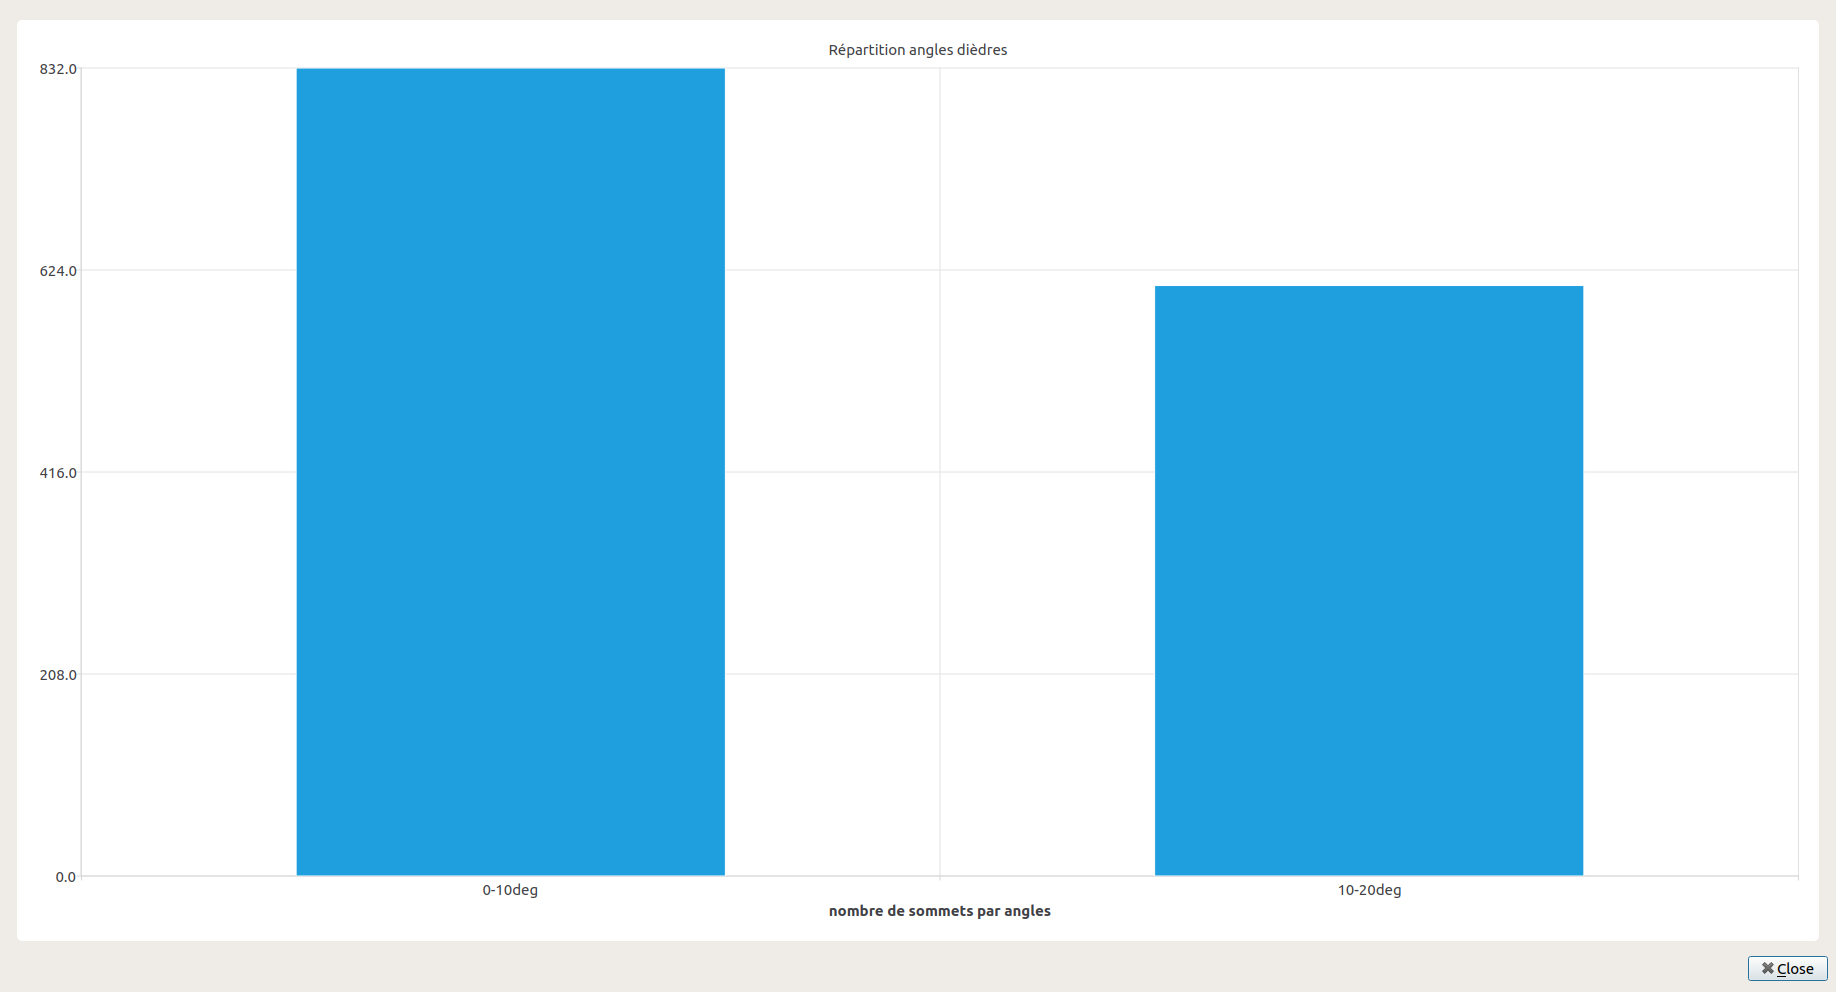 Répartition angles dièdres
832.0
624.0
416.0
208.0
0.0
0-10deg 10-20deg
nombre de sommets par angles
Close